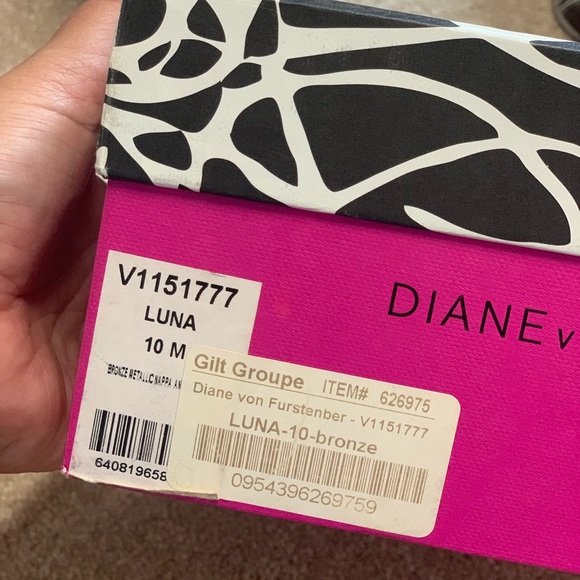 DIANE v
V1151777
LUNA
10 M
BRONZE METALLIC NAPPA AN
640819658
Gilt Groupe ITEM# 626975
Diane von Furstenber - V1151777
LUNA-10-bronze
0954396269759